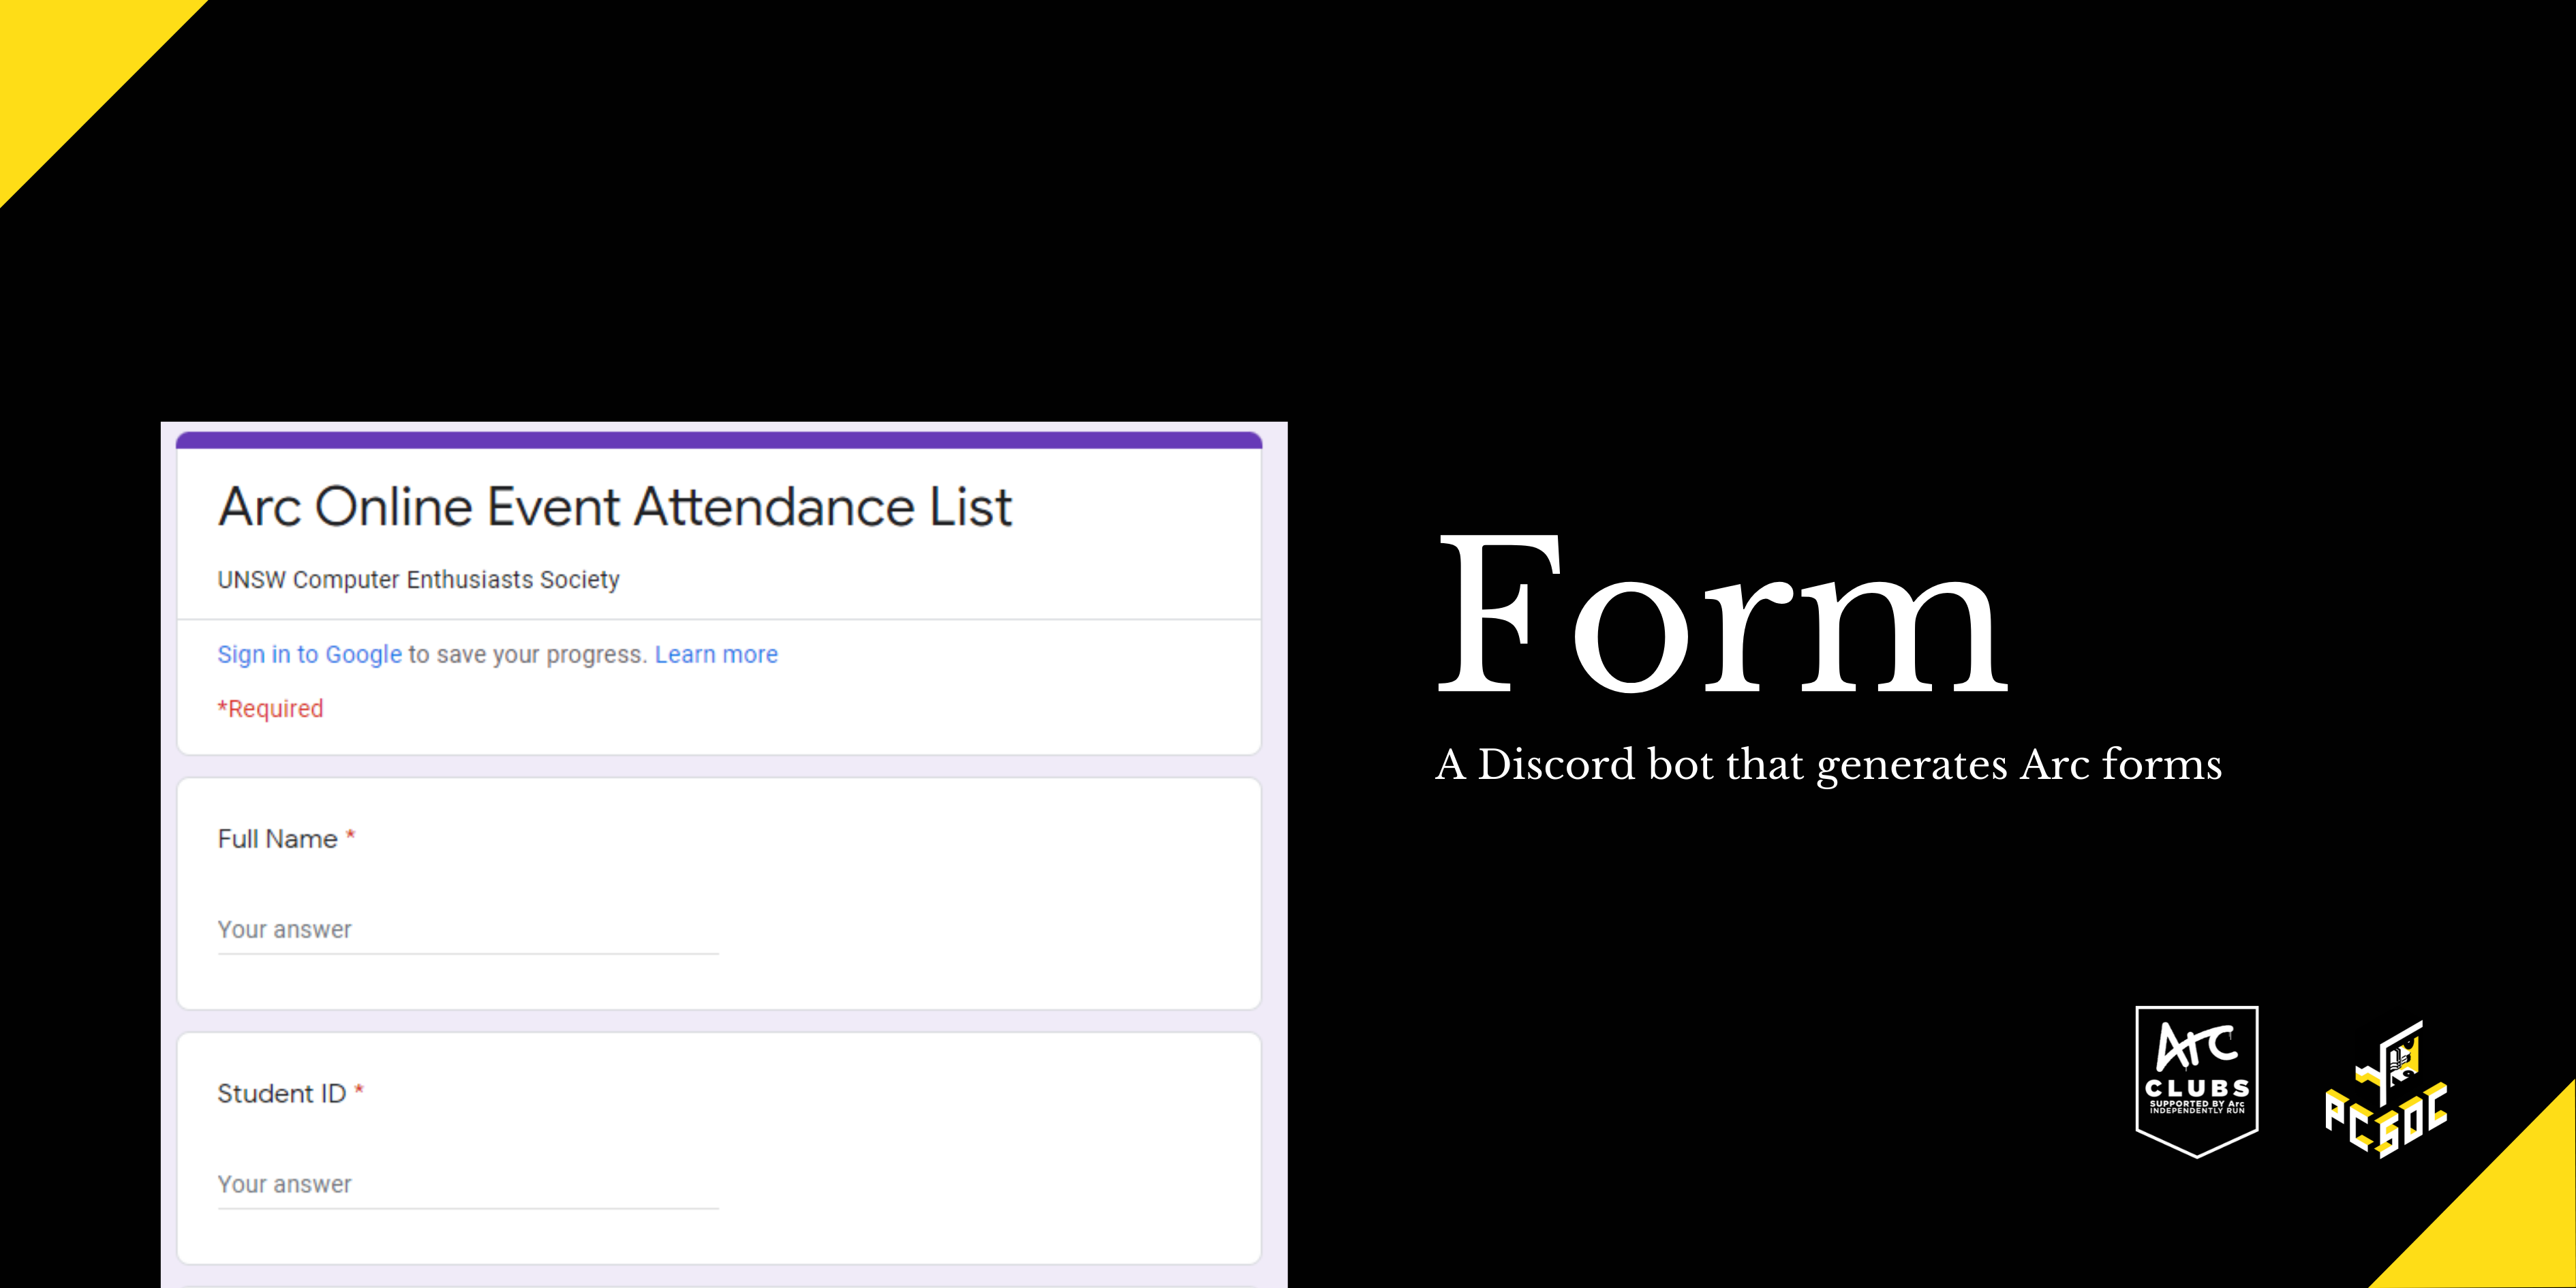 Arc Online Event Attendance List
UNSW Computer Enthusiasts Society
Sign in to Google to save your progress. Learn more
*Required
Full Name *
Your answer
Student ID *
Your answer
Form
A Discord bot that generates Arc forms
Arc
CLUBS
SUPPORTED BY Arc
INDEPENDENTLY RUN
PCSOC